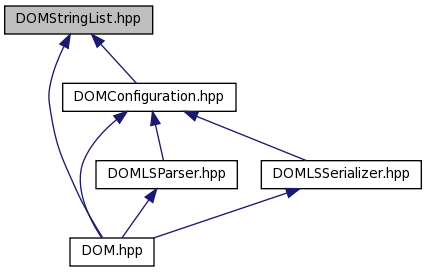 DOMStringList.hpp
DOMConfiguration.hpp
DOMLSParser.hpp
DOMLSSerializer.hpp
DOM.hpp